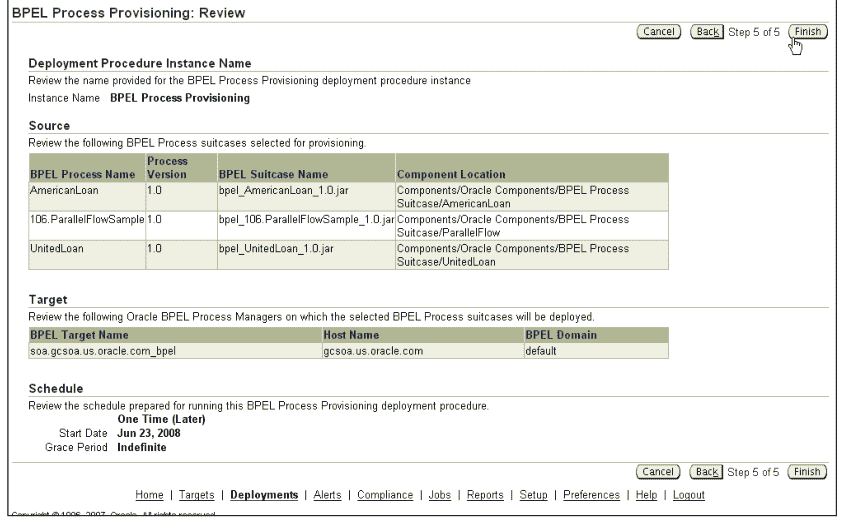 BPEL Process Provisioning: Review
Cancel Back Step 5 of 5 Finish
Deployment Procedure Instance Name
Review the name provided for the BPEL Process Provisioning deployment procedure instance
Instance Name BPEL Process Provisioning
Source
Review the following BPEL Process suitcases selected for provisioning.
BPEL Process Name Process Version BPEL Suitcase Name Component Location
AmericanLoan 1.0 bpel_AmericanLoan_1.0.jar Components/Oracle Components/BPEL Process
Suitcase/AmericanLoan
106.ParallelFlowSample 1.0 bpel_106.ParallelFlowSample_1.0.jar Components/Oracle Components/BPEL Process
Suitcase/ParallelFlow
UnitedLoan 1.0 bpel_UnitedLoan_1.0.jar Components/Oracle Components/BPEL Process
Suitcase/UnitedLoan
Target
Review the following Oracle BPEL Process Managers on which the selected BPEL Process suitcases will be deployed.
BPEL Target Name Host Name BPEL Domain
soa.gcsoa.us.oracle.com_bpel gcsoa.us.oracle.com default
Schedule
Review the schedule prepared for running this BPEL Process Provisioning deployment procedure.
One Time (Later)
Start Date Jun 23, 2008
Grace Period Indefinite
Cancel Back Step 5 of 5 Finish
Home | Targets | Deployments | Alerts | Compliance | Jobs | Reports | Setup | Preferences | Help | Logout
Copyright © 1996, 2007, Oracle. All rights reserved.